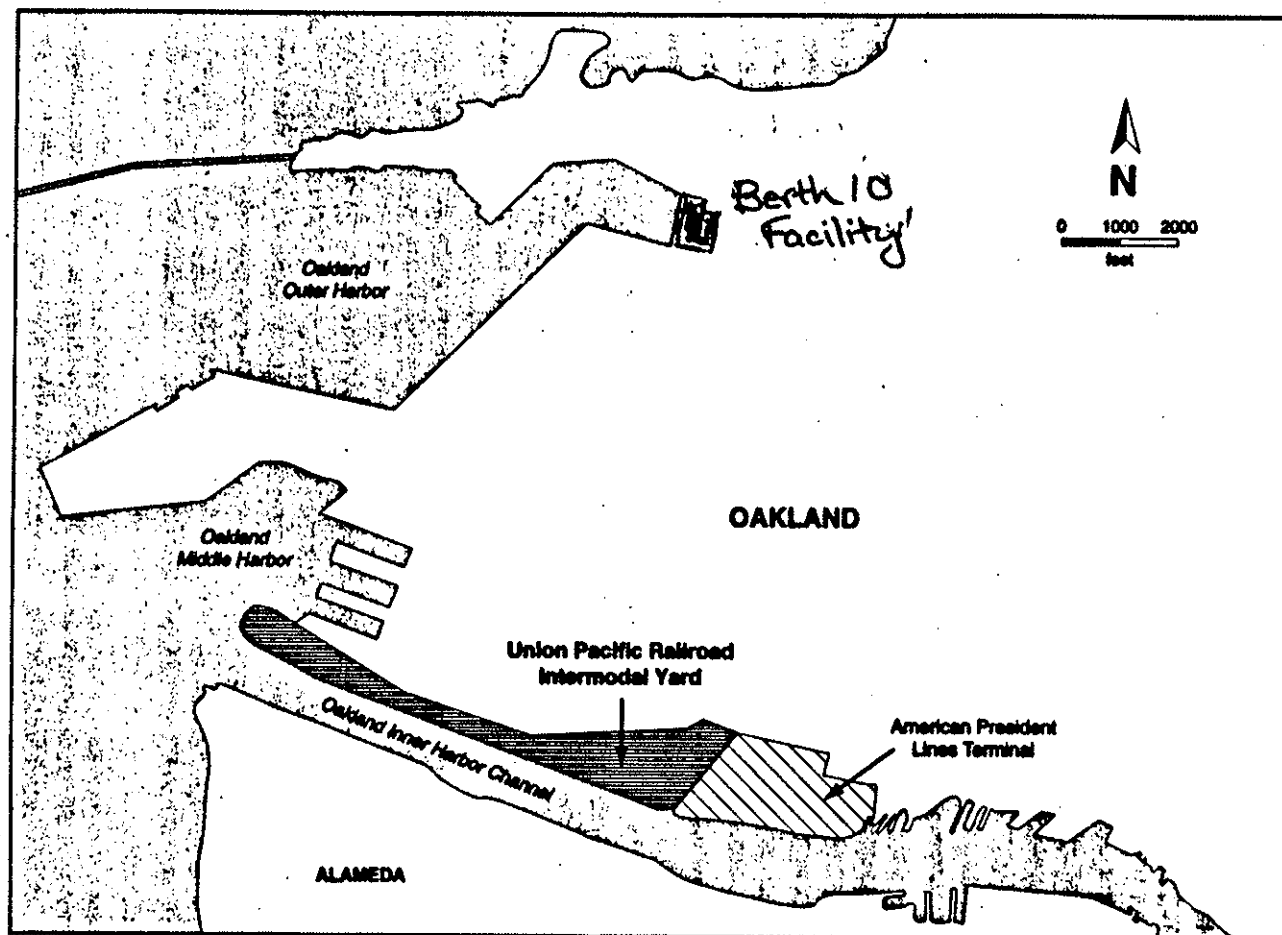 Berth 10
Facility
N
0 1000 2000
feet
Oakland
Outer Harbor
OAKLAND
Oakland
Middle Harbor
Union Pacific Railroad
Intermodal Yard
American President
Lines Terminal
Oakland Inner Harbor Channel
ALAMEDA